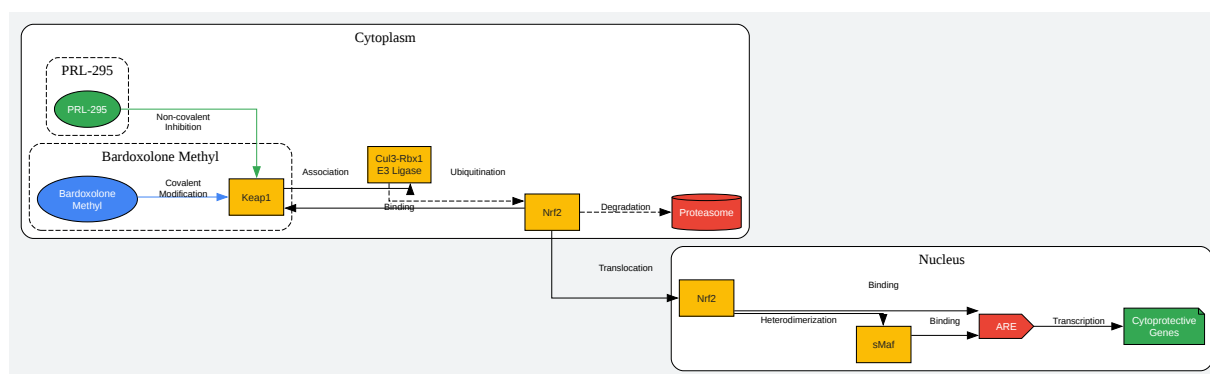 Cytoplasm
PRL-295
PRL-295
Non-covalent
Inhibition
Bardoxolone Methyl
Bardoxolone
Methyl
Covalent
Modification
Keap1
Association
Cul3-Rbx1
E3 Ligase
Ubiquitination
Binding
Nrf2
Degradation
Proteasome
Translocation
Nucleus
Nrf2
Binding
Heterodimerization
sMaf
Binding
ARE
Transcription
Cytoprotective
Genes